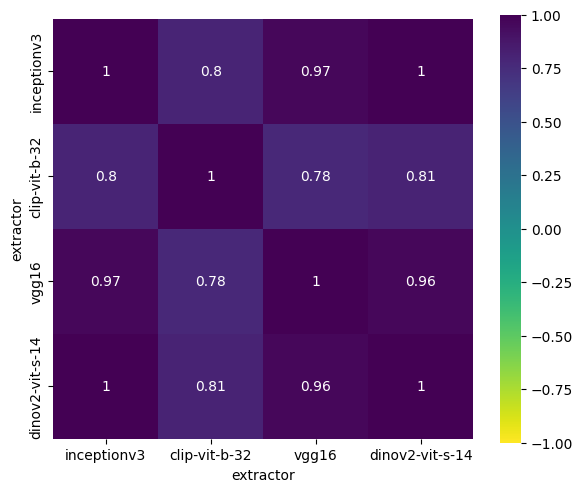 extractor
inceptionv3
clip-vit-b-32
vgg16
dinov2-vit-s-14
1 0.8 0.97 1
0.8 1 0.78 0.81
0.97 0.78 1 0.96
1 0.81 0.96 1
inceptionv3 clip-vit-b-32 vgg16 dinov2-vit-s-14
extractor
1.00
0.75
0.50
0.25
0.00
−0.25
−0.50
−0.75
−1.00